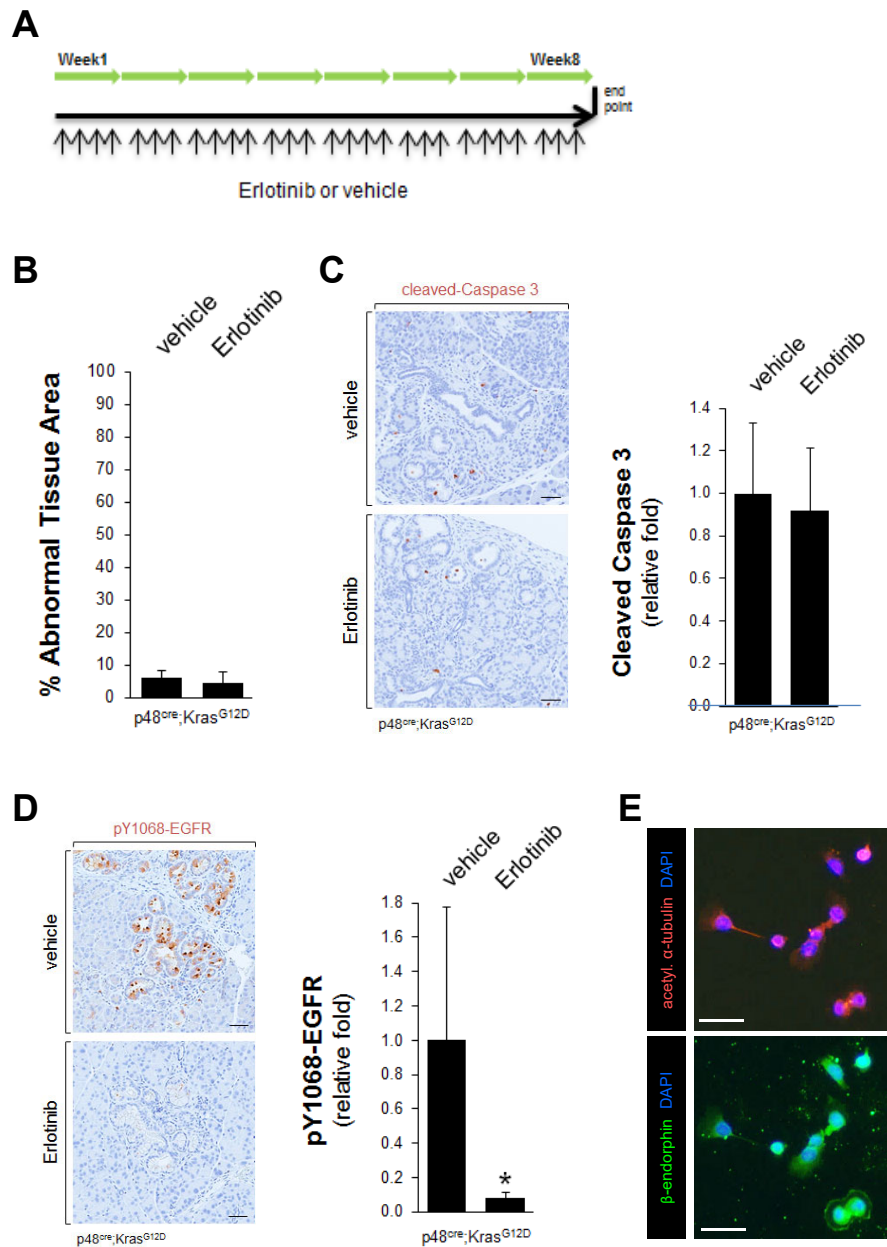 A
Week1
Week8
end
point
Erlotinib or vehicle
B
vehicle
Erlotinib
% Abnormal Tissue Area
100
90
80
70
60
50
40
30
20
10
0
p48cre;KrasG12D
C
cleaved-Caspase 3
vehicle
Erlotinib
p48cre;KrasG12D
vehicle
Erlotinib
Cleaved Caspase 3
(relative fold)
1.4
1.2
1.0
0.8
0.6
0.4
0.2
0.0
p48cre;KrasG12D
D
pY1068-EGFR
vehicle
Erlotinib
p48cre;KrasG12D
vehicle
Erlotinib
pY1068-EGFR
(relative fold)
1.8
1.6
1.4
1.2
1.0
0.8
0.6
0.4
0.2
0.0
*
p48cre;KrasG12D
E
acetyl. α-tubulin DAPI
β-endorphin DAPI